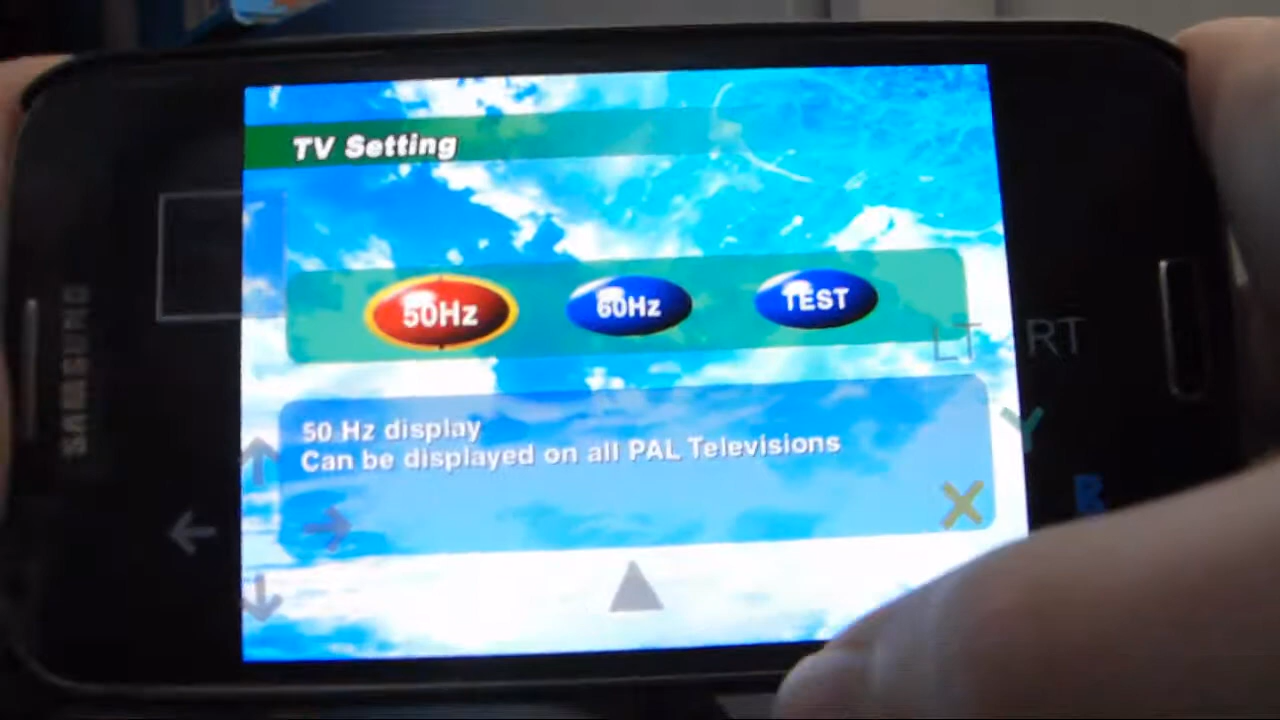 TV Setting
50Hz
60Hz
TEST
LT
RT
50 Hz display
Can be displayed on all PAL Televisions
Y
X
B
SAMSUNG